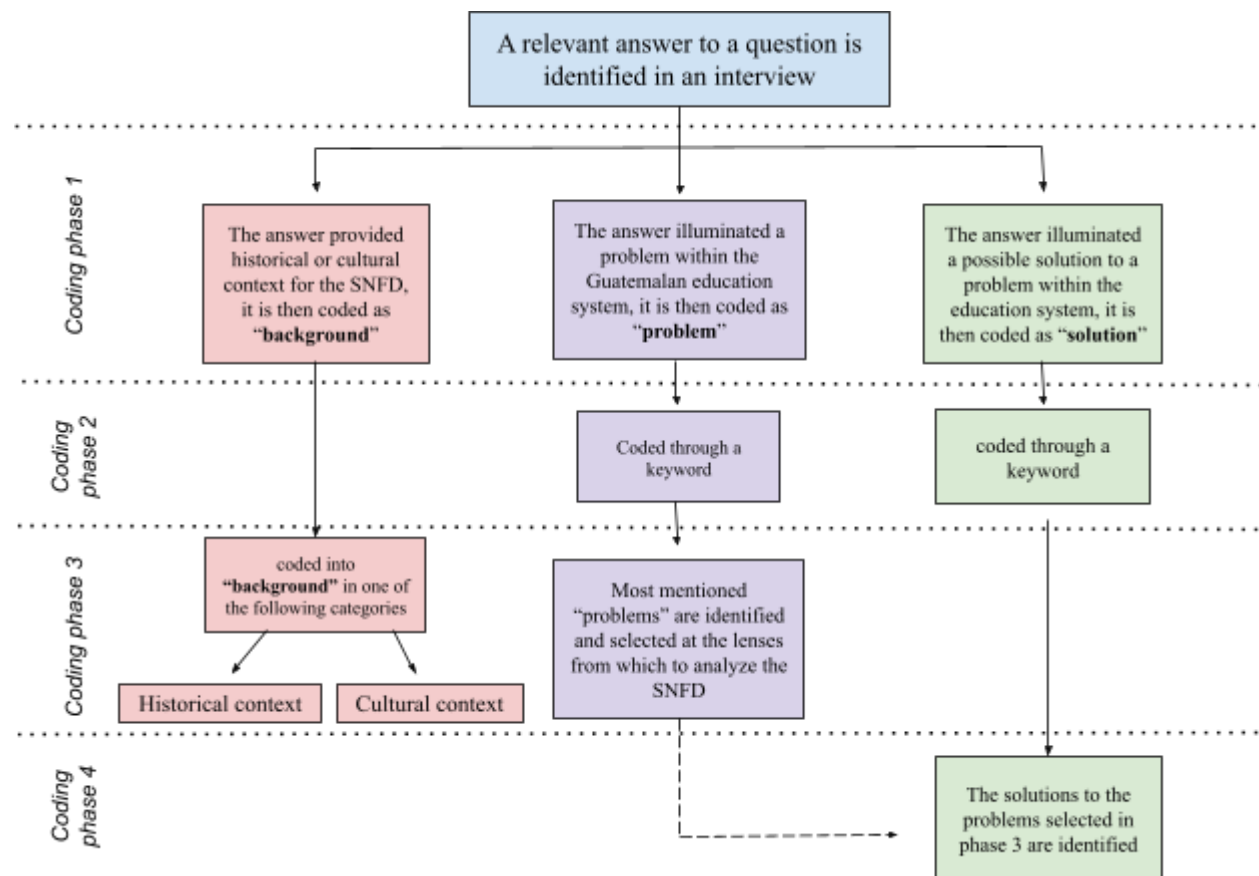 A relevant answer to a question is
identified in an interview
Coding phase 1
The answer provided
historical or cultural
context for the SNFD,
it is then coded as
“background”
The answer illuminated a
problem within the
Guatemalan education
system, it is then coded as
“problem”
The answer illuminated
a possible solution to a
problem within the
education system, it is
then coded as “solution”
Coding
phase 2
Coded through a
keyword
coded through a
keyword
Coding phase 3
coded into
“background” in one of
the following categories
Historical context
Cultural context
Most mentioned
“problems” are identified
and selected at the lenses
from which to analyze the
SNFD
Coding
phase 4
The solutions to the
problems selected in
phase 3 are identified